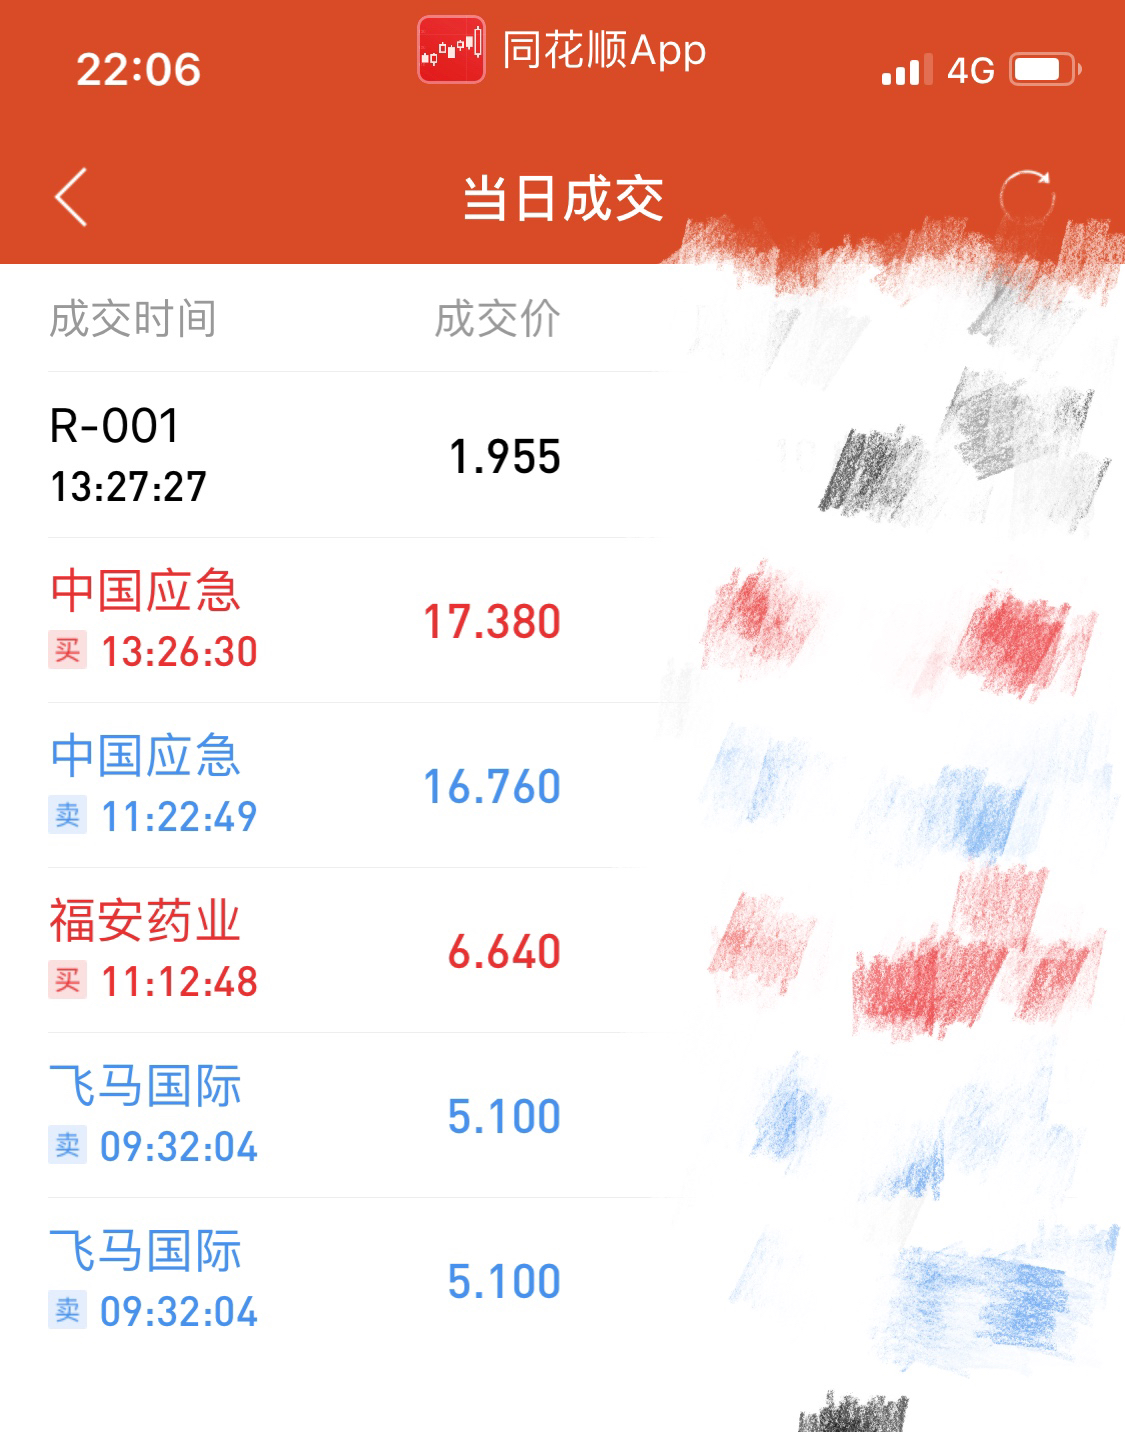 22:06
同花顺App
4G
当日成交
成交时间 成交价
R-001
13:27:27
1.955
中国应急
买 13:26:30
17.380
中国应急
卖 11:22:49
16.760
福安药业
买 11:12:48
6.640
飞马国际
卖 09:32:04
5.100
飞马国际
卖 09:32:04
5.100